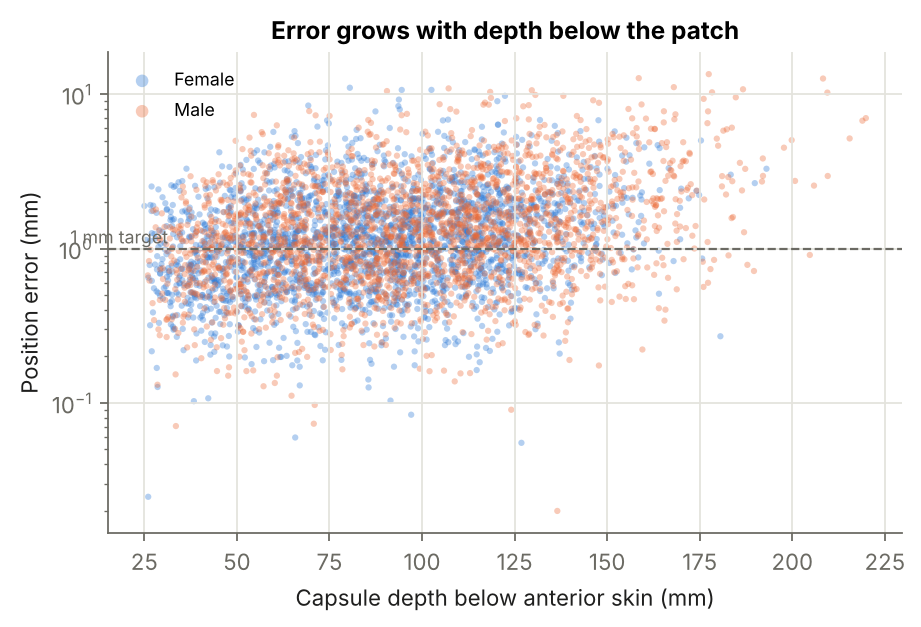 Error grows with depth below the patch
Female
Male
10¹
mm target
10⁰
10⁻¹
Position error (mm)
25 50 75 100 125 150 175 200 225
Capsule depth below anterior skin (mm)